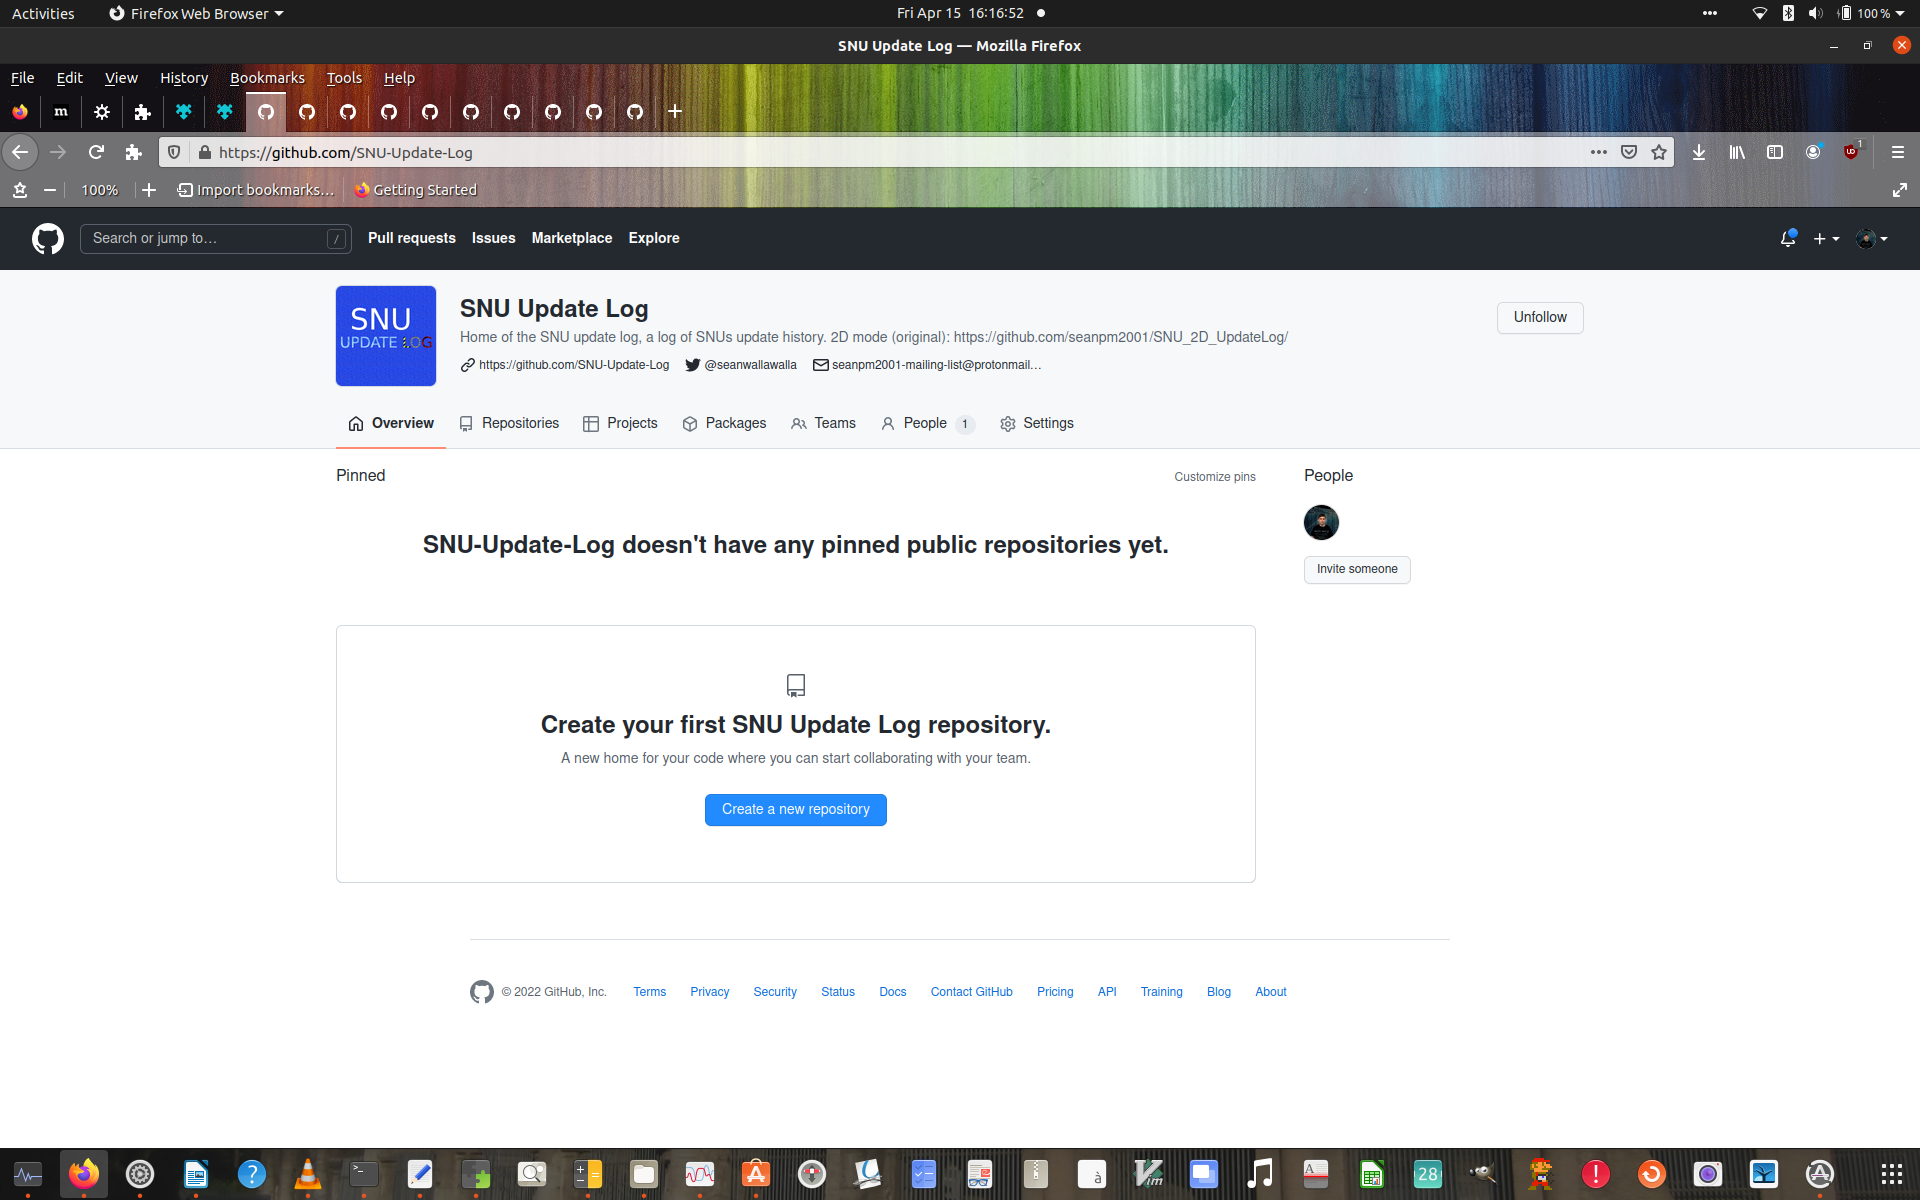 Activities
Firefox Web Browser
Fri Apr 15 16:16:52
100 %
SNU Update Log — Mozilla Firefox
File Edit View History Bookmarks Tools Help
m
https://github.com/SNU-Update-Log
1
100%
Import bookmarks...
Getting Started
Search or jump to...
/
Pull requests Issues Marketplace Explore
SNU
UPDATE LOG
SNU Update Log
Home of the SNU update log, a log of SNUs update history. 2D mode (original): https://github.com/seanpm2001/SNU_2D_UpdateLog/
https://github.com/SNU-Update-Log @seanwallawalla seanpm2001-mailing-list@protonmail...
Unfollow
Overview Repositories Projects Packages Teams People 1 Settings
Pinned
Customize pins
People
SNU-Update-Log doesn't have any pinned public repositories yet.
Invite someone
Create your first SNU Update Log repository.
A new home for your code where you can start collaborating with your team.
Create a new repository
© 2022 GitHub, Inc. Terms Privacy Security Status Docs Contact GitHub Pricing API Training Blog About
?
à
Vim
A
28
!